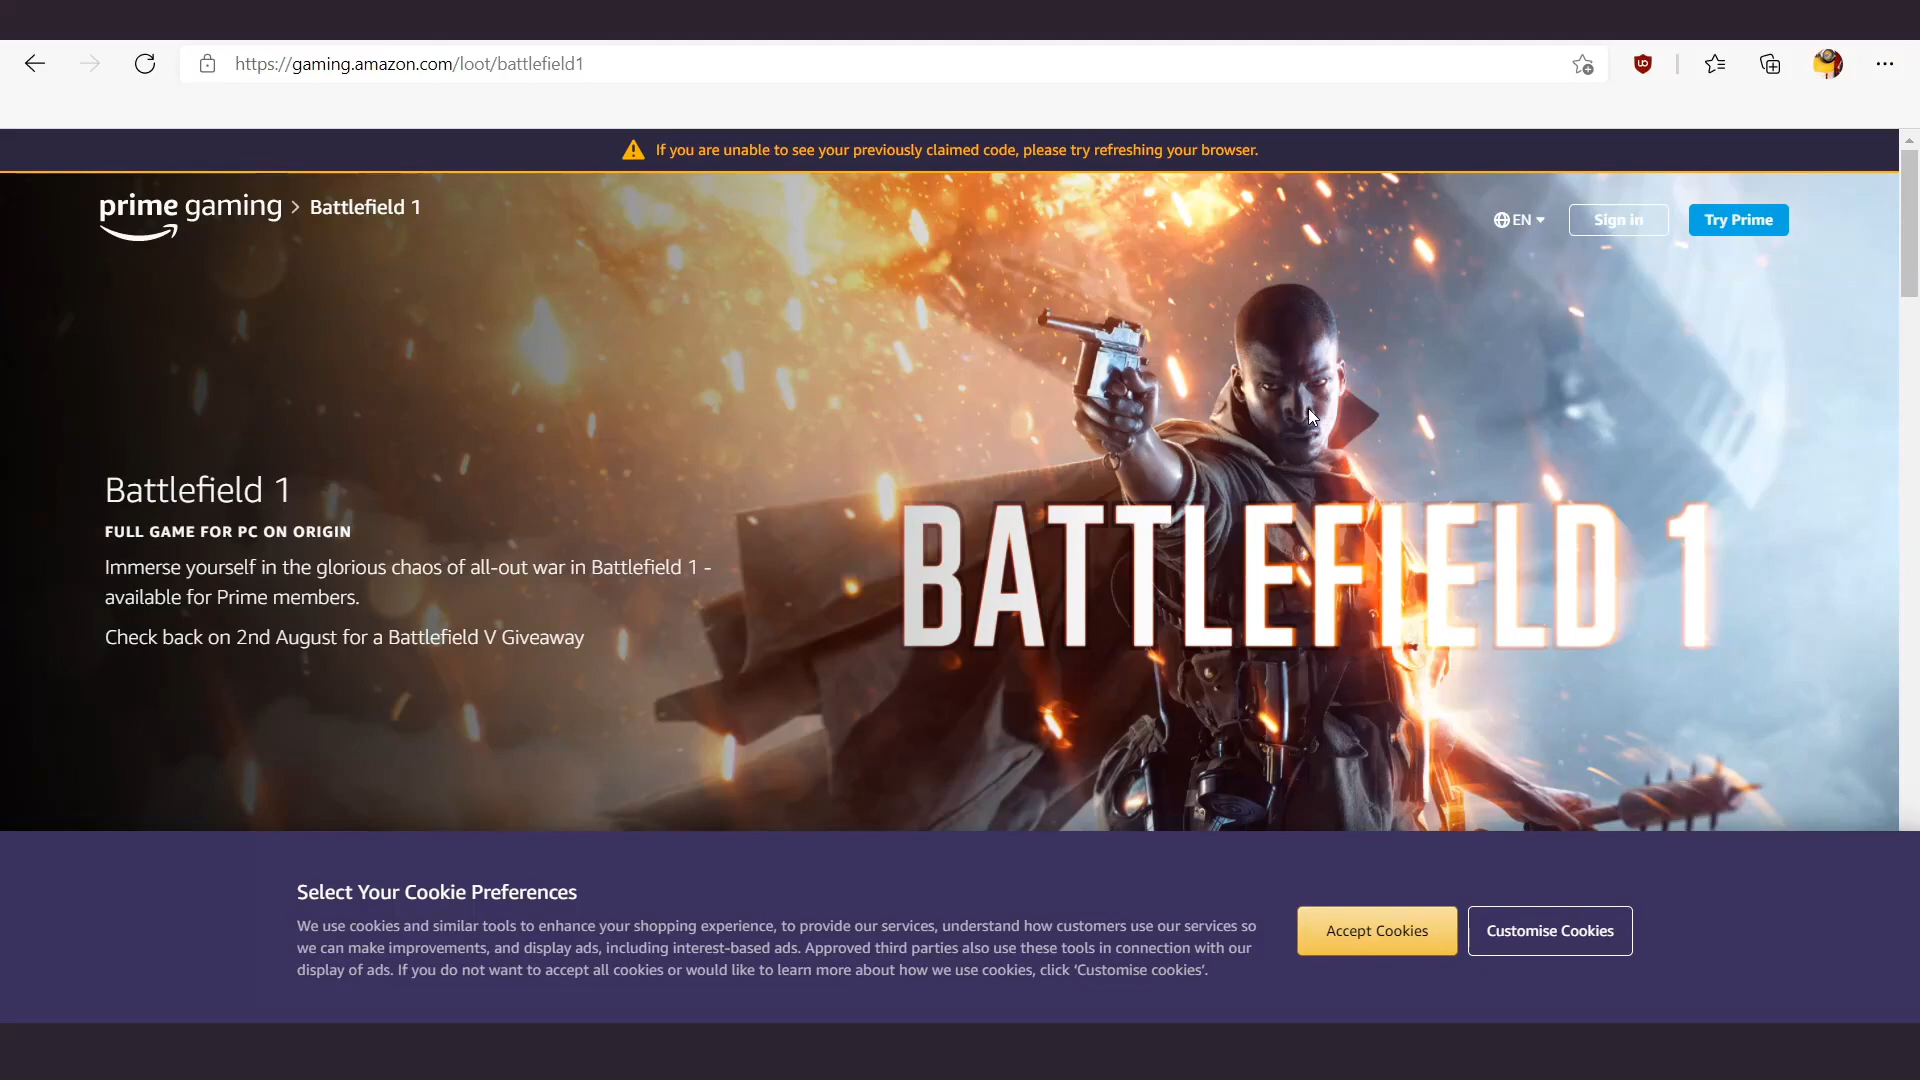 https://gaming.amazon.com/loot/battlefield1
If you are unable to see your previously claimed code, please try refreshing your browser.
prime gaming > Battlefield 1
EN
Sign in
Try Prime
Battlefield 1
FULL GAME FOR PC ON ORIGIN
Immerse yourself in the glorious chaos of all-out war in Battlefield 1 -
available for Prime members.
Check back on 2nd August for a Battlefield V Giveaway
BATTLEFIELD 1
Select Your Cookie Preferences
We use cookies and similar tools to enhance your shopping experience, to provide our services, understand how customers use our services so
we can make improvements, and display ads, including interest-based ads. Approved third parties also use these tools in connection with our
display of ads. If you do not want to accept all cookies or would like to learn more about how we use cookies, click ‘Customise cookies’.
Accept Cookies
Customise Cookies